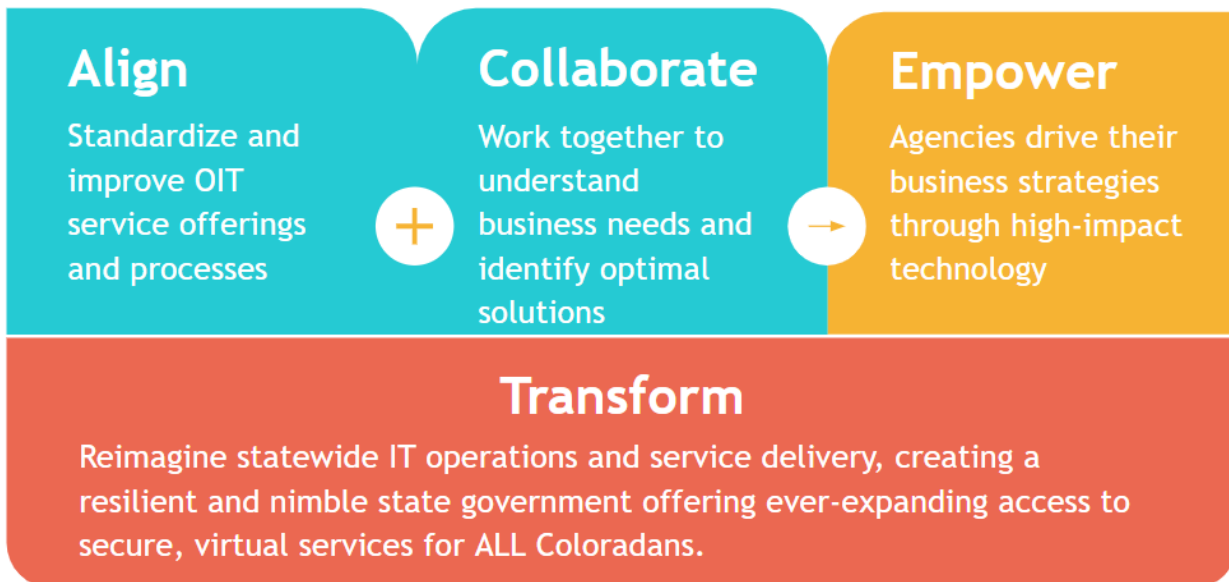 Align
Standardize and
improve OIT
service offerings
and processes
+
Collaborate
Work together to
understand
business needs and
identify optimal
solutions
→
Empower
Agencies drive their
business strategies
through high-impact
technology
Transform
Reimagine statewide IT operations and service delivery, creating a
resilient and nimble state government offering ever-expanding access to
secure, virtual services for ALL Coloradans.